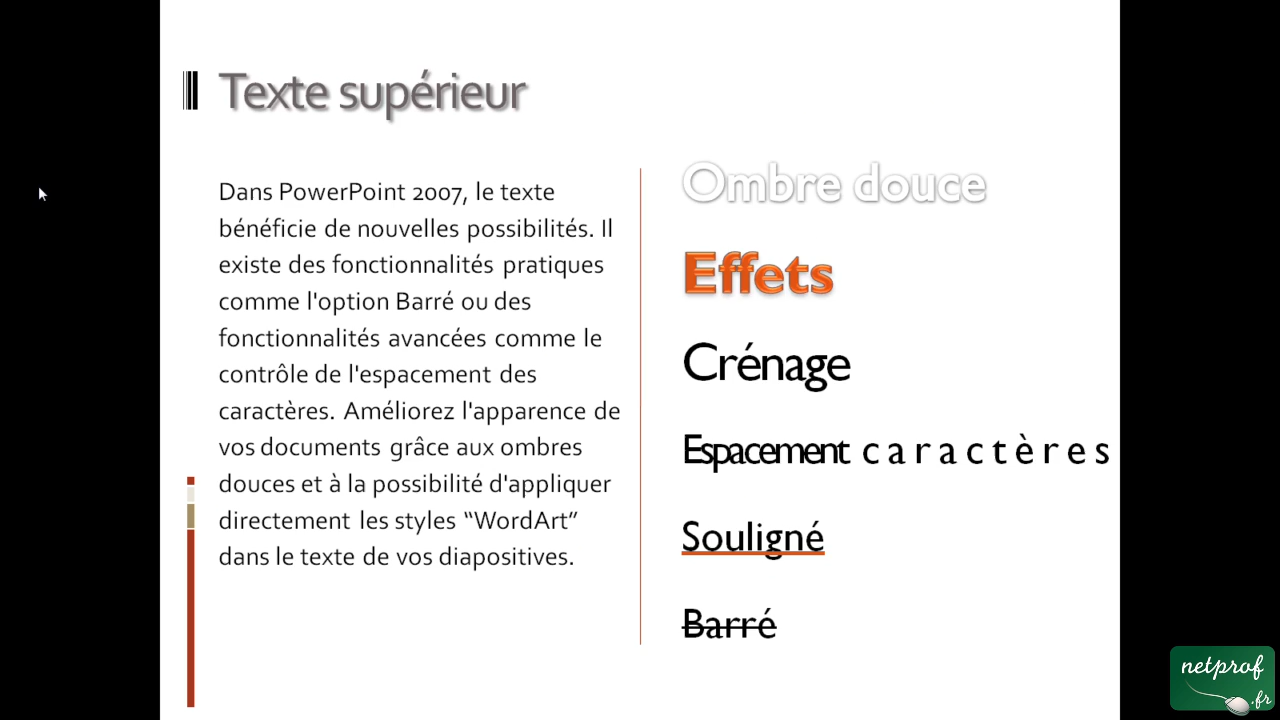 Texte supérieur
Dans PowerPoint 2007, le texte
bénéficie de nouvelles possibilités. Il
existe des fonctionnalités pratiques
comme l'option Barré ou des
fonctionnalités avancées comme le
contrôle de l'espacement des
caractères. Améliorez l'apparence de
vos documents grâce aux ombres
douces et à la possibilité d'appliquer
directement les styles “WordArt”
dans le texte de vos diapositives.
Ombre douce
Effets
Crénage
Espacement caractères
Souligné
Barré
netprof
.fr